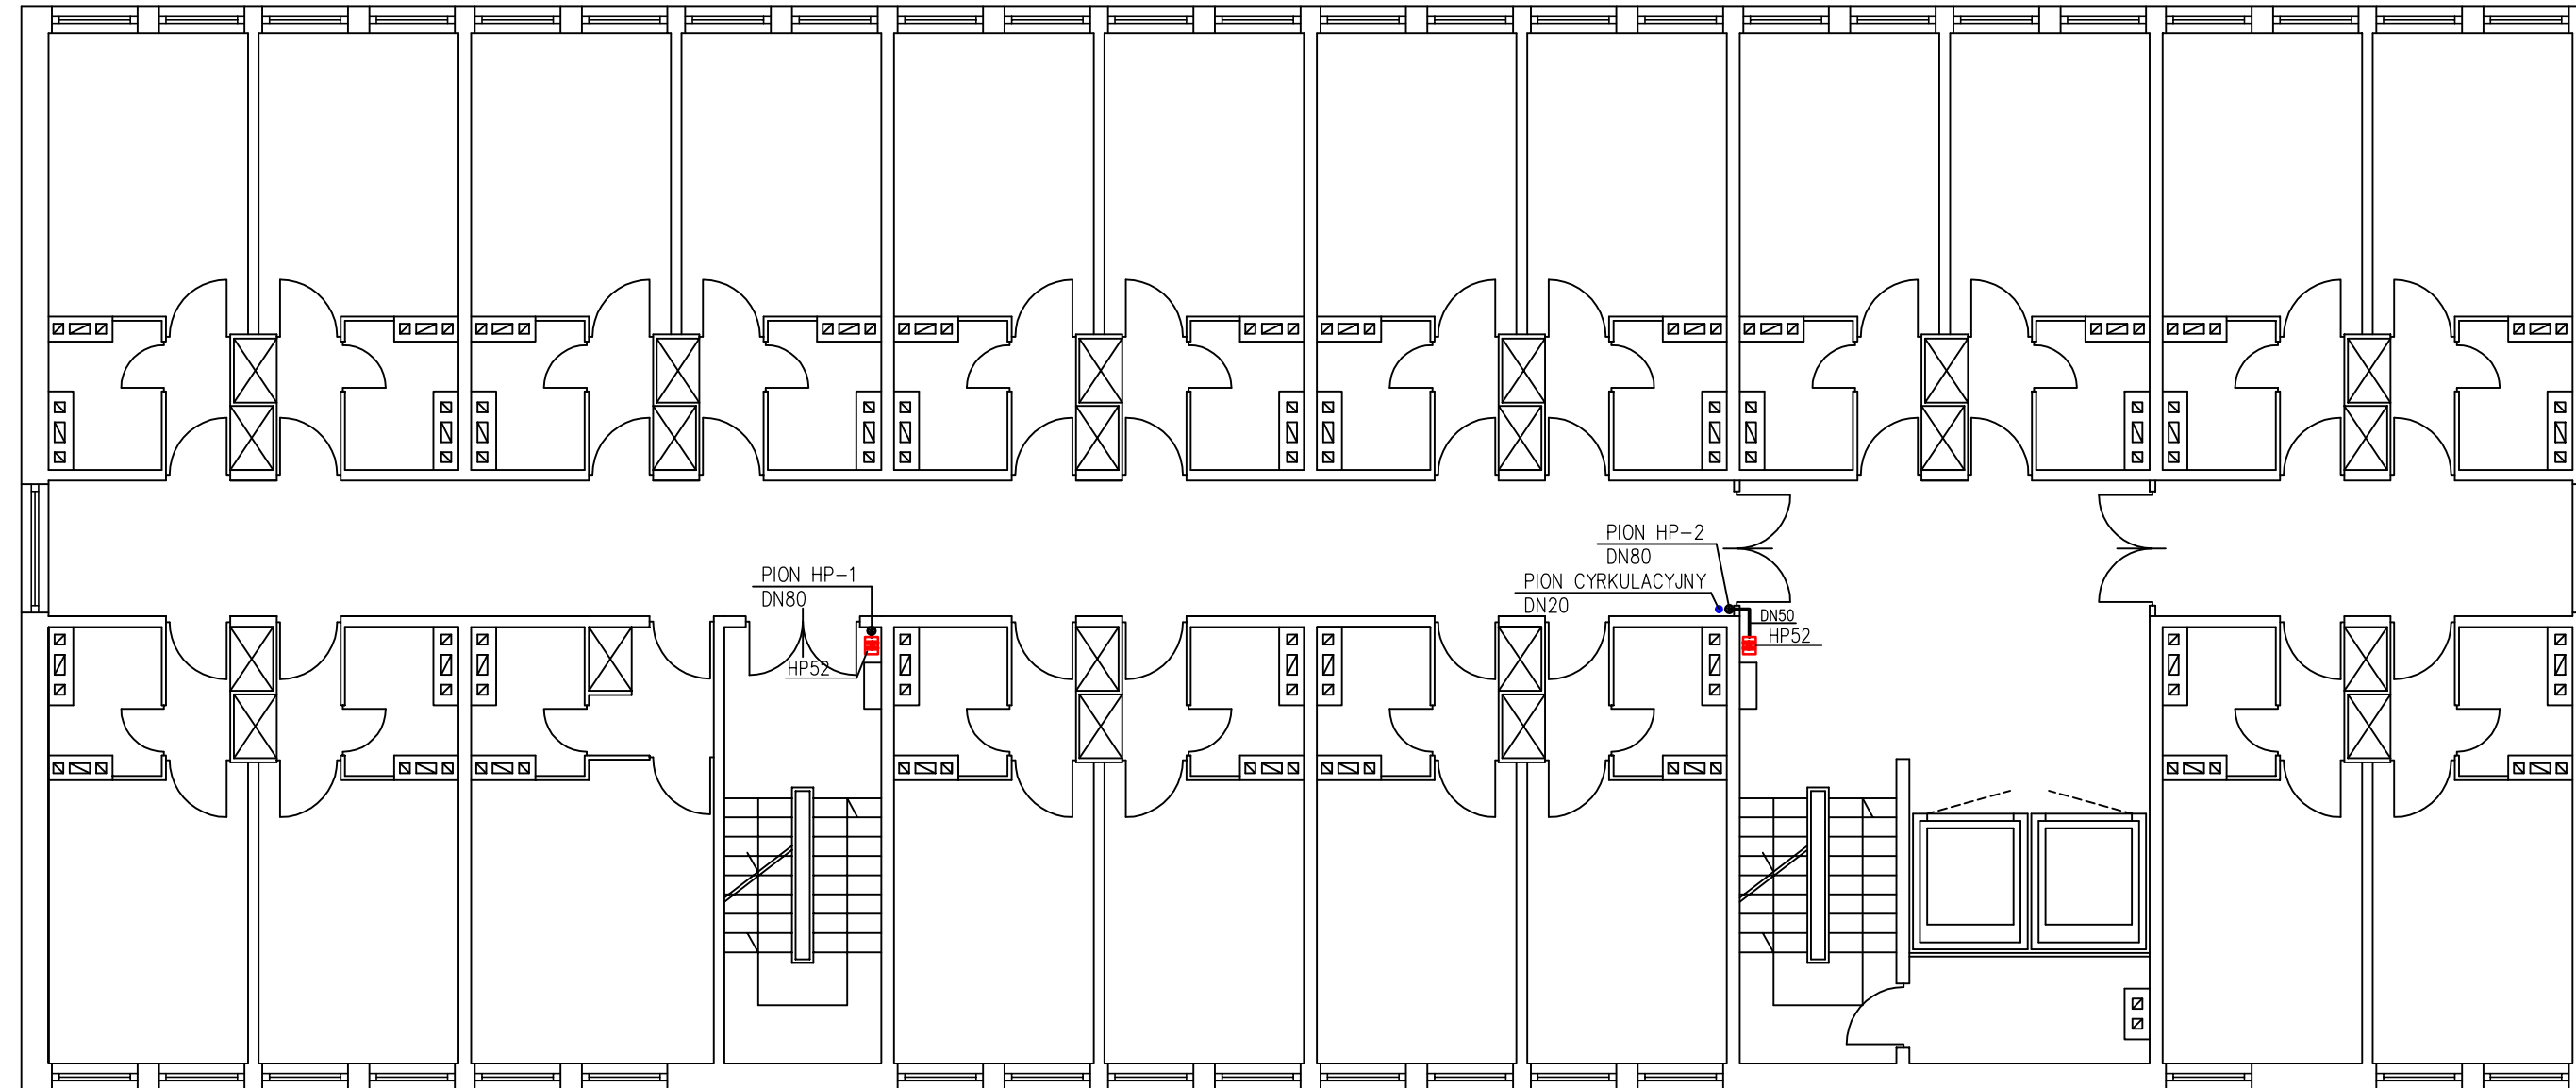 PION HP-2
DN80
PION CYRKULACYJNY
DN20
PION HP-1
DN80
DN50
HP52
HP52